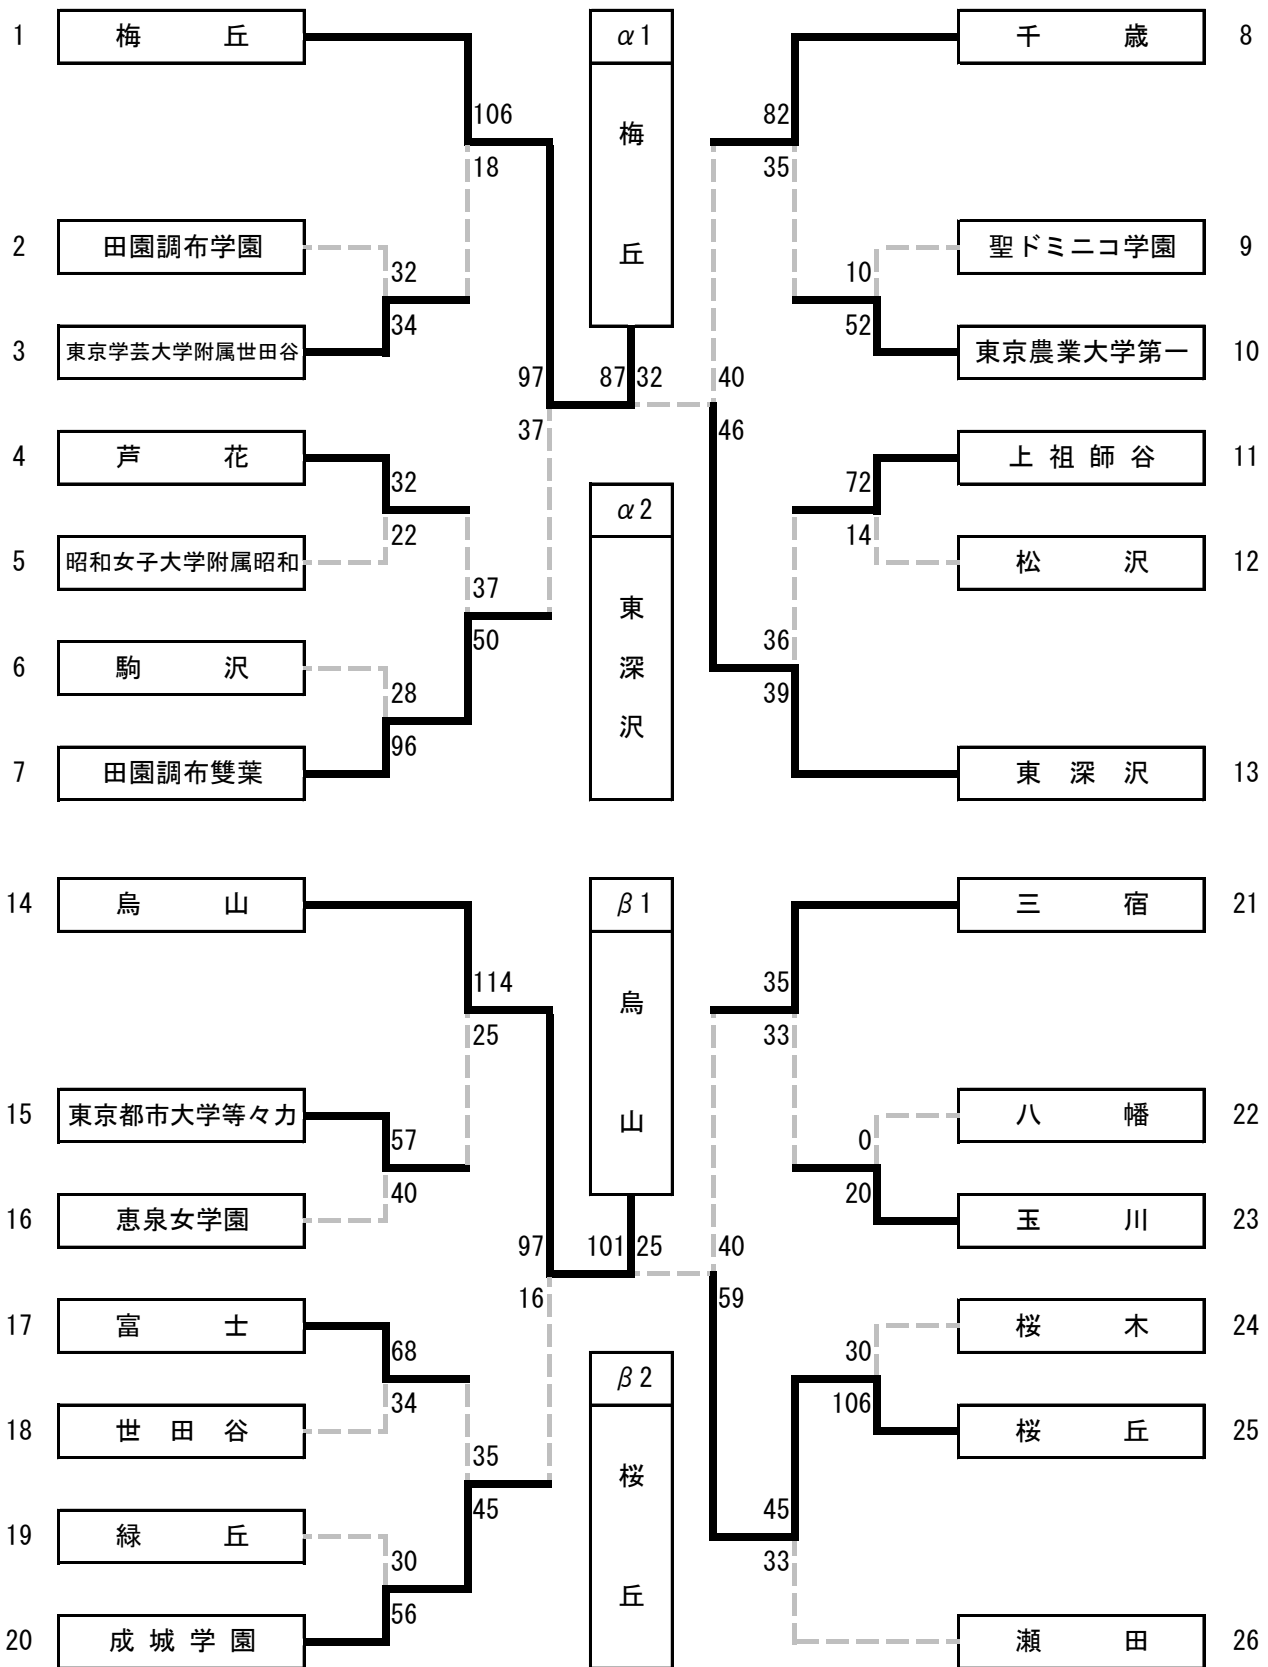 1 梅丘
α1
千歳 8
106
82
梅
18
35
2 田園調布学園
聖ドミニコ学園 9
丘
32
10
34
52
3 東京学芸大学附属世田谷
東京農業大学第一 10
97 87 32 40
37
46
4 芦花
上祖師谷 11
32
72
α2
22
14
5 昭和女子大学附属昭和
松沢 12
37
東
50
36
6 駒沢
深
28
39
沢
96
7 田園調布雙葉
東深沢 13
14 烏山
β1
三宿 21
114
35
烏
25
33
15 東京都市大学等々力
八幡 22
山
57
0
40
20
16 恵泉女学園
玉川 23
97 101 25 40
16
59
17 富士
桜木 24
68
30
β2
34
106
18 世田谷
桜丘 25
35
桜
45
45
19 緑丘
30
33
丘
56
20 成城学園
瀬田 26